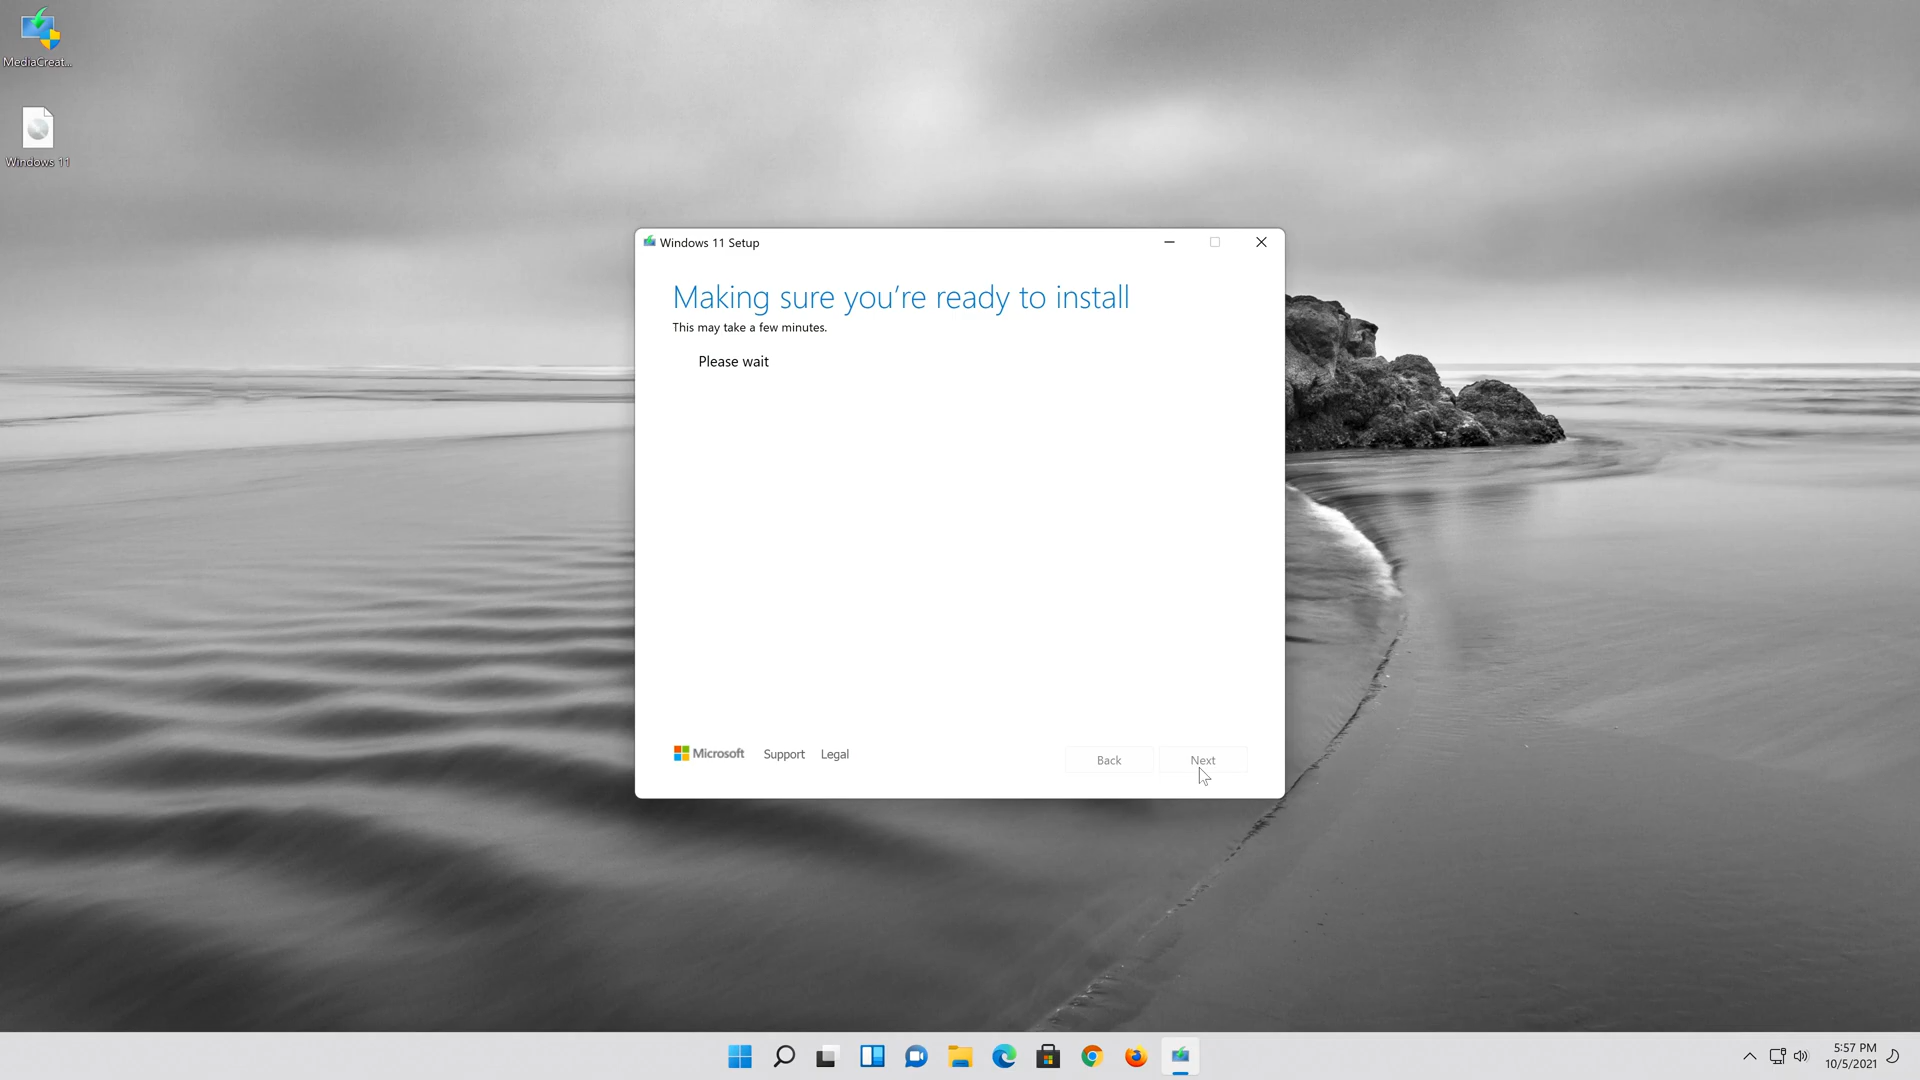 MediaCreat...
Windows 11
Windows 11 Setup
Making sure you're ready to install
This may take a few minutes.
Please wait
Microsoft
Support
Legal
Back
Next
5:57 PM
10/5/2021